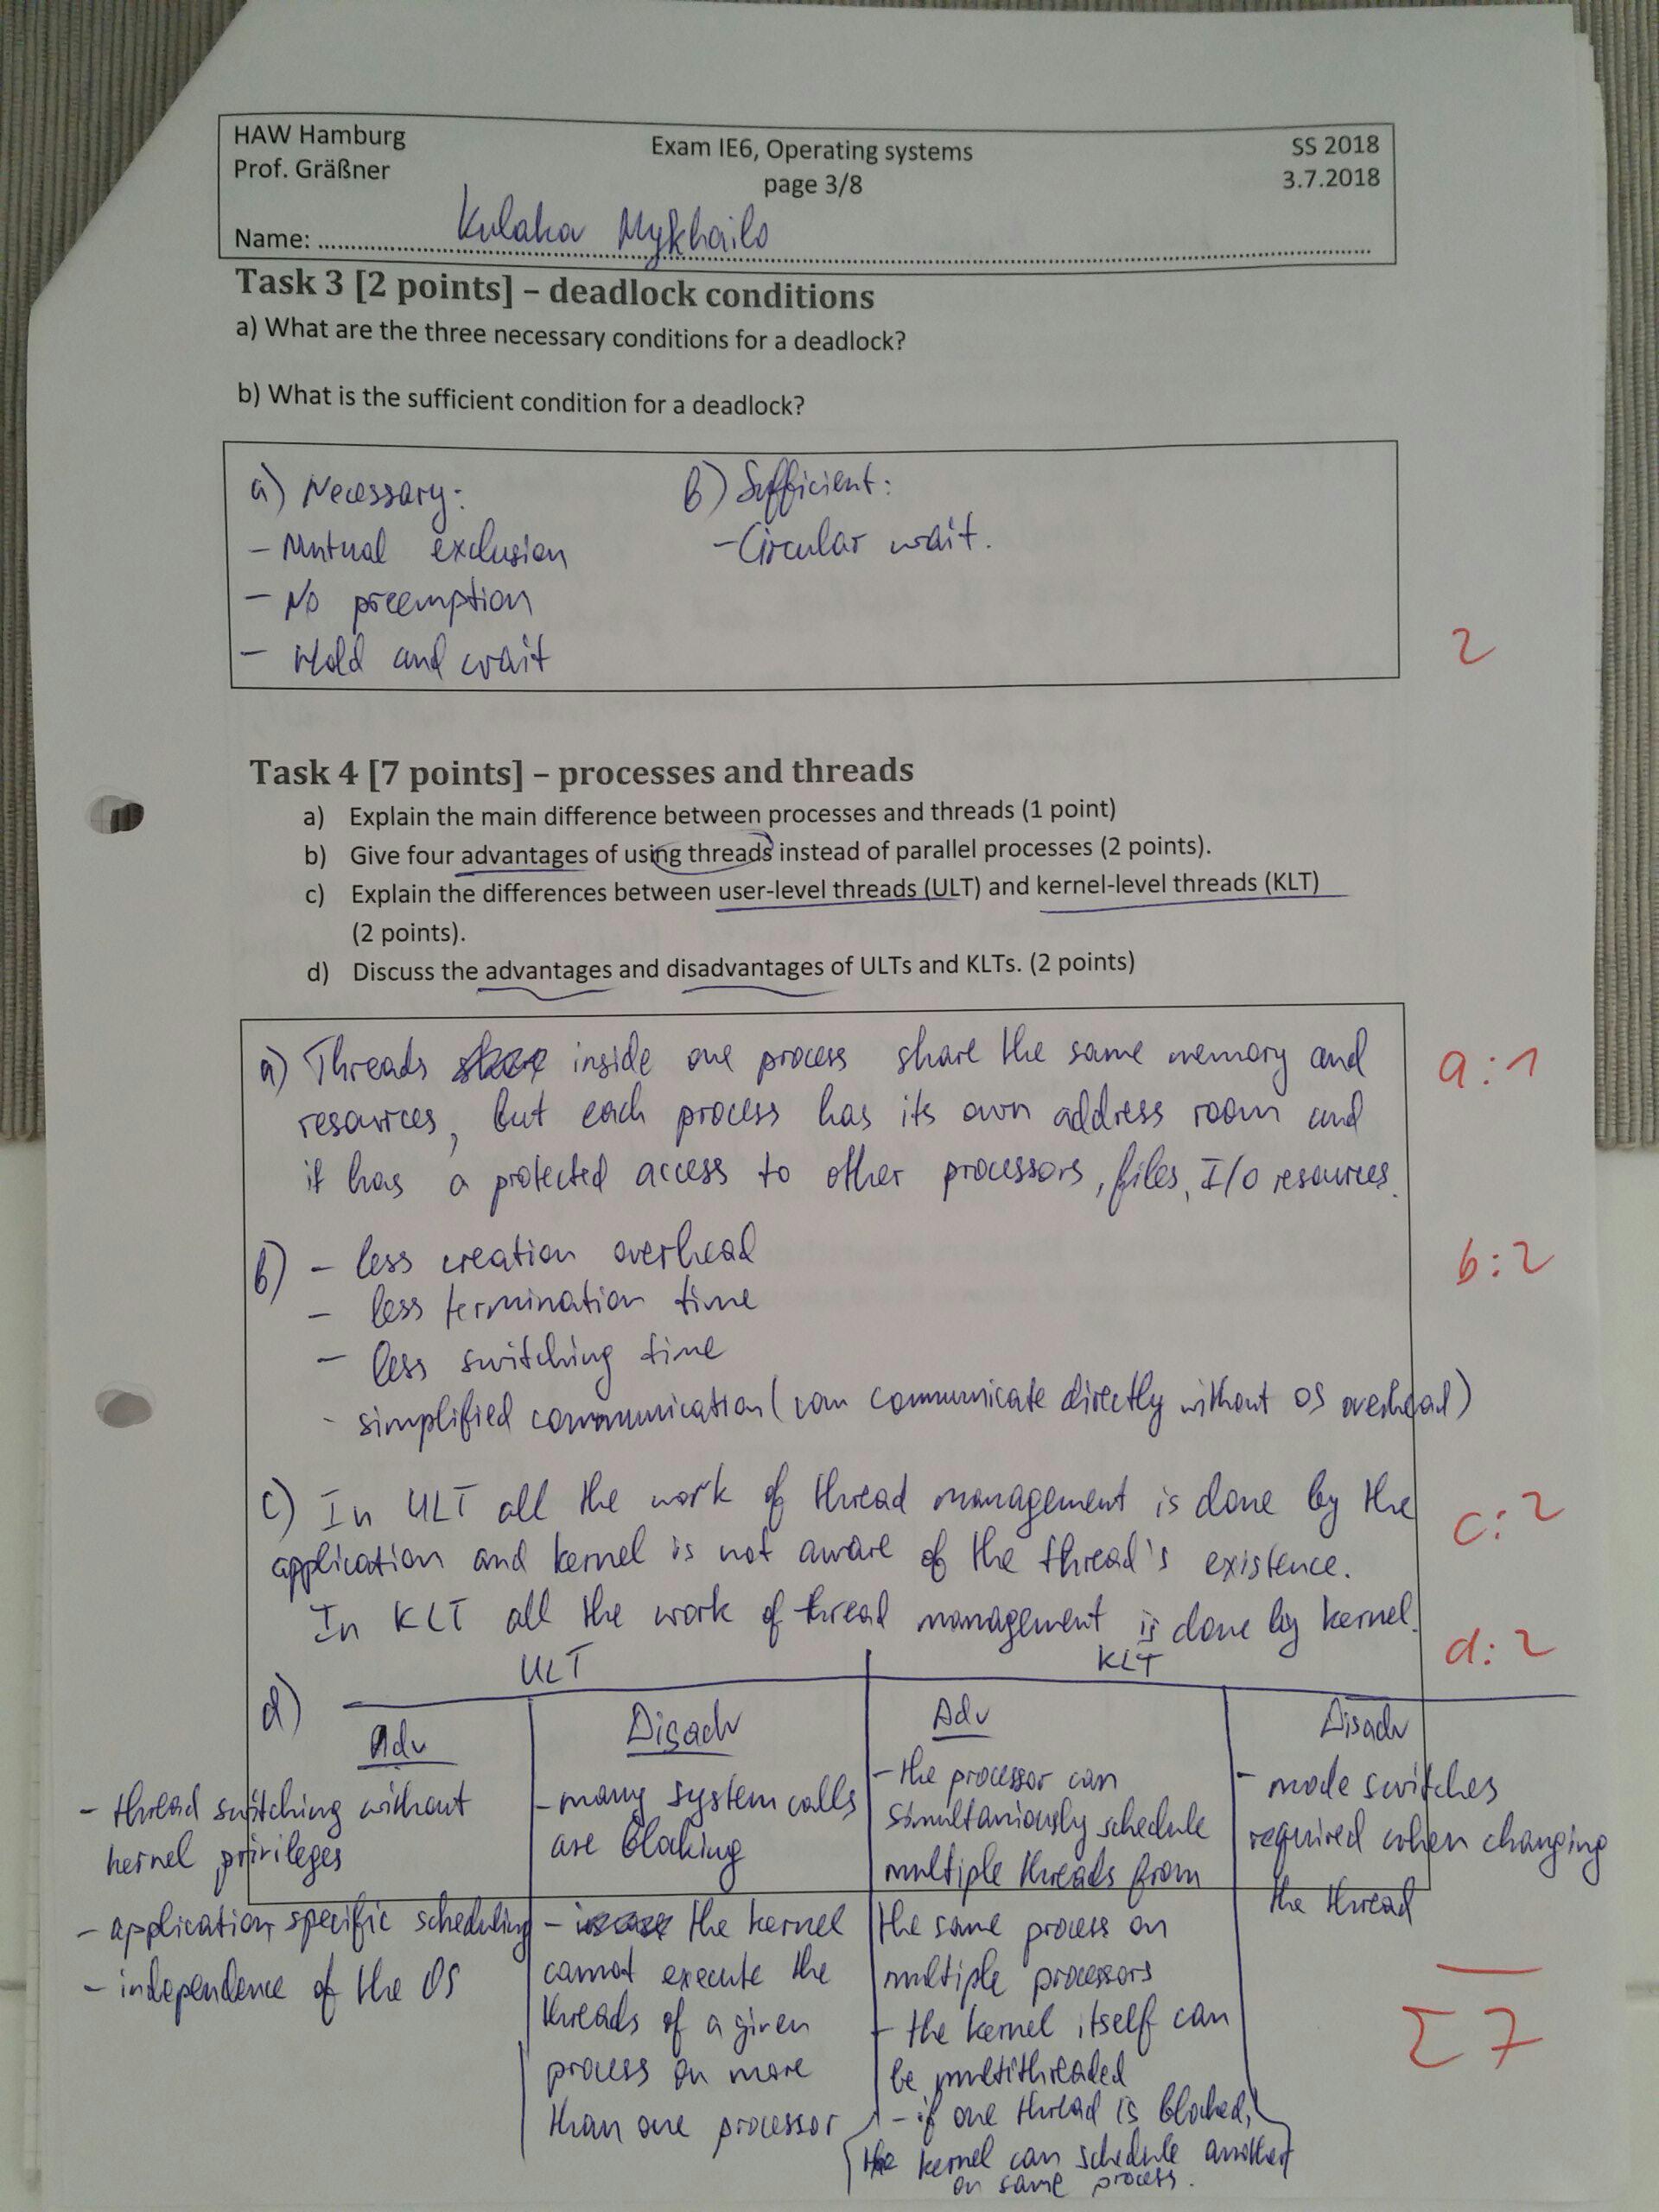 HAW Hamburg Exam IE6, Operating systems SS 2018
Prof. Gräßner page 3/8 3.7.2018
Name: Kulaka Mykhailo
Task 3 [2 points] – deadlock conditions
a) What are the three necessary conditions for a deadlock?
b) What is the sufficient condition for a deadlock?
a) Necessary:
- Mutual exclusion
- No preemption
- Hold and wait
b) Sufficient:
- Circular wait.
2
Task 4 [7 points] – processes and threads
a) Explain the main difference between processes and threads (1 point)
b) Give four advantages of using threads instead of parallel processes (2 points).
c) Explain the differences between user-level threads (ULT) and kernel-level threads (KLT)
(2 points).
d) Discuss the advantages and disadvantages of ULTs and KLTs. (2 points)
a) Threads inside one process share the same memory and
resources, but each process has its own address room and
it has a protected access to other processors, files, I/o resources.
a: 1
b) - less creation overhead
- less termination time
- less switching time
- simplified communication (can communicate directly without OS overhead)
b: 2
c) In ULT all the work of thread management is done by the
application and kernel is not aware of the thread's existence.
In KLT all the work of thread management is done by kernel.
c: 2
d: 2
d)
ULT
KLT
Adv
- thread switching without
kernel privileges
- application specific scheduling
- independence of the OS
Disadv
- many system calls
are blocking
- the kernel
cannot execute the
threads of a given
process on more
than one processor
Adv
- the processor can
simultaniously schedule
multiple threads from
the same process on
multiple processors
- the kernel itself can
be multithreaded
- if one thread is blocked,
the kernel can schedule another
on same process.
Disadv
- mode switches
required when changing
the thread
Σ 7